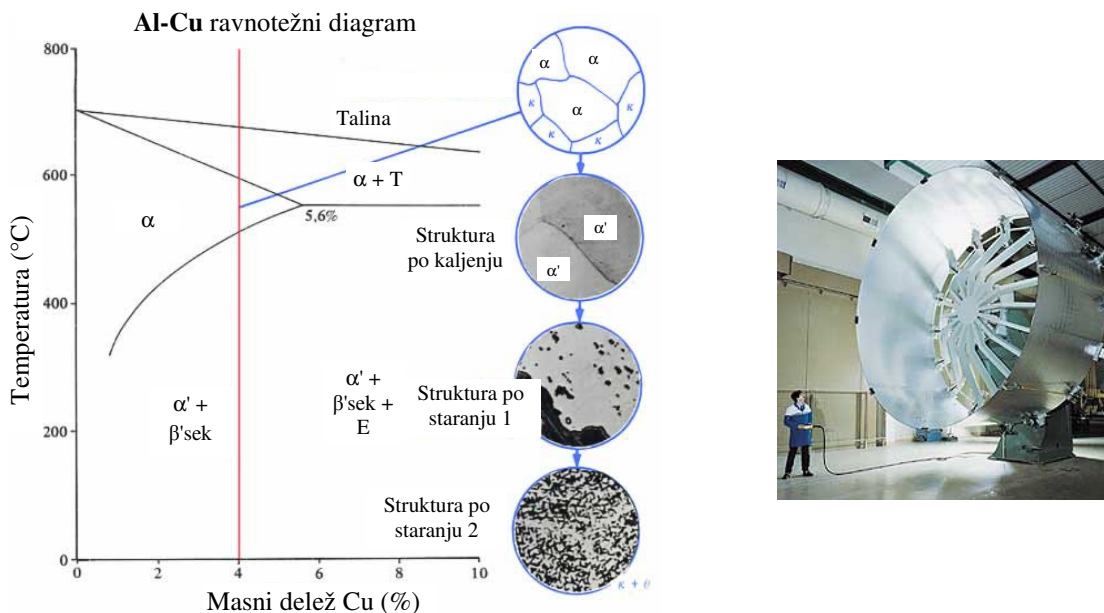 Al-Cu ravnotežni diagram
800
600
400
200
0
Temperatura (°C)
0
2
4
6
8
10
Masni delež Cu (%)
Talina
α + T
α
5,6%
α' +
β'sek
α' +
β'sek +
E
α
α
α
κ
κ
κ
κ
κ
Struktura
po kaljenju
α'
α'
Struktura po
staranju 1
Struktura po
staranju 2
κ + θ